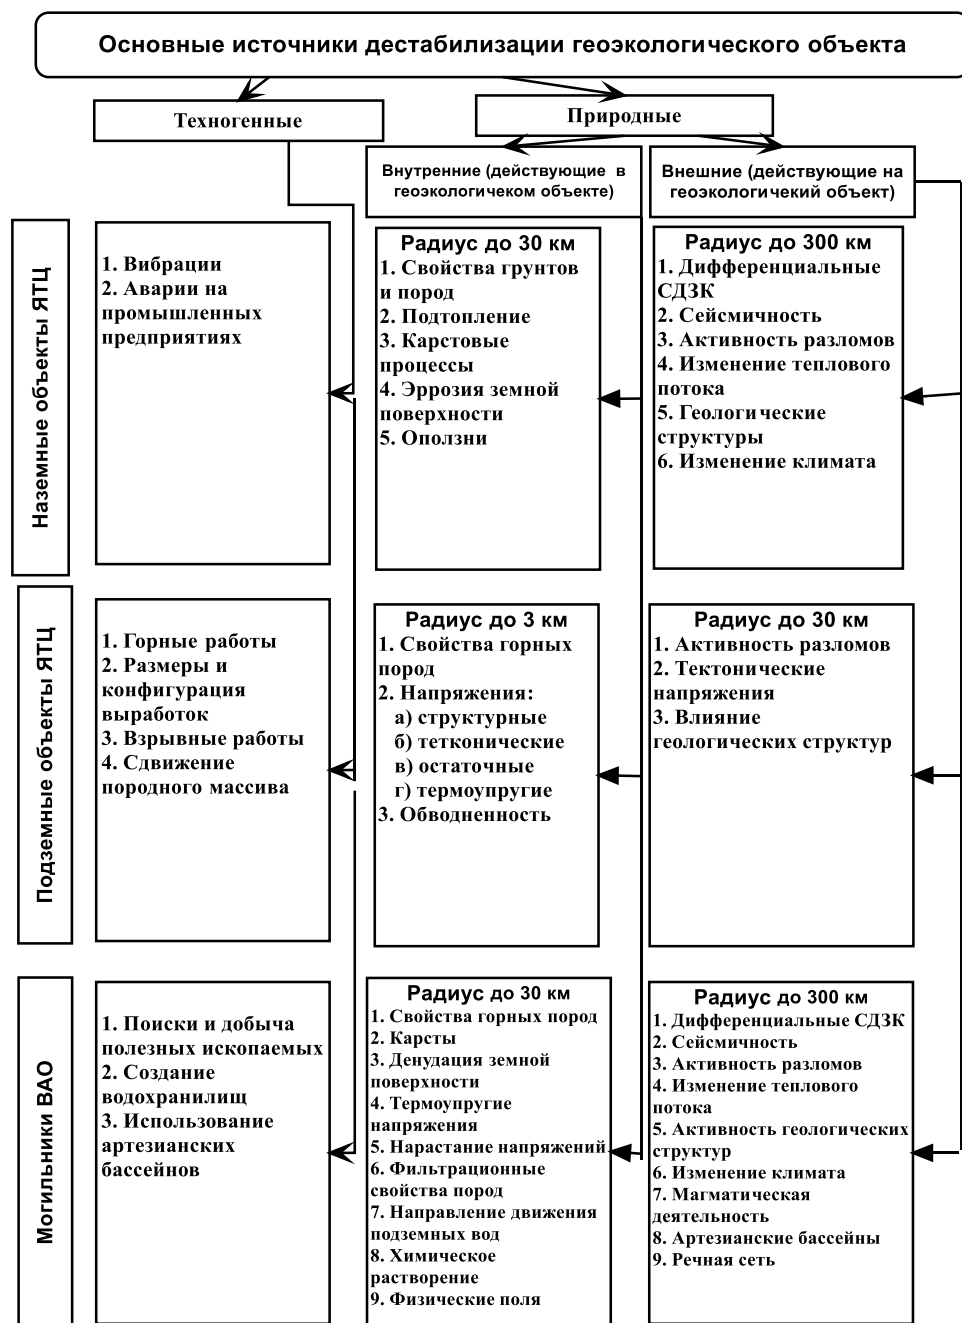 Основные источники дестабилизации геоэкологического объекта
Техногенные
Природные
Внутренние (действующие в
геоэкологичеком объекте)
Внешние (действующие на
геоэкологичекий объект)
Наземные объекты ЯТЦ
1. Вибрации
2. Аварии на
промышленных
предприятиях
Радиус до 30 км
1. Свойства грунтов
и пород
2. Подтопление
3. Карстовые
процессы
4. Эррозия земной
поверхности
5. Оползни
Радиус до 300 км
1. Дифференциальные
СДЗК
2. Сейсмичность
3. Активность разломов
4. Изменение теплового
потока
5. Геологические
структуры
6. Изменение климата
Подземные объекты ЯТЦ
1. Горные работы
2. Размеры и
конфигурация
выработок
3. Взрывные работы
4. Сдвижение
породного массива
Радиус до 3 км
1. Свойства горных
пород
2. Напряжения:
а) структурные
б) тетконические
в) остаточные
г) термоупругие
3. Обводненность
Радиус до 30 км
1. Активность разломов
2. Тектонические
напряжения
3. Влияние
геологических структур
Могильники ВАО
1. Поиски и добыча
полезных ископаемых
2. Создание
водохранилищ
3. Использование
артезианских
бассейнов
Радиус до 30 км
1. Свойства горных пород
2. Карсты
3. Денудация земной
поверхности
4. Термоупругие
напряжения
5. Нарастание напряжений
6. Фильтрационные
свойства пород
7. Направление движения
подземных вод
8. Химическое
растворение
9. Физические поля
Радиус до 300 км
1. Дифференциальные СДЗК
2. Сейсмичность
3. Активность разломов
4. Изменение теплового
потока
5. Активность геологических
структур
6. Изменение климата
7. Магматическая
деятельность
8. Артезианские бассейны
9. Речная сеть